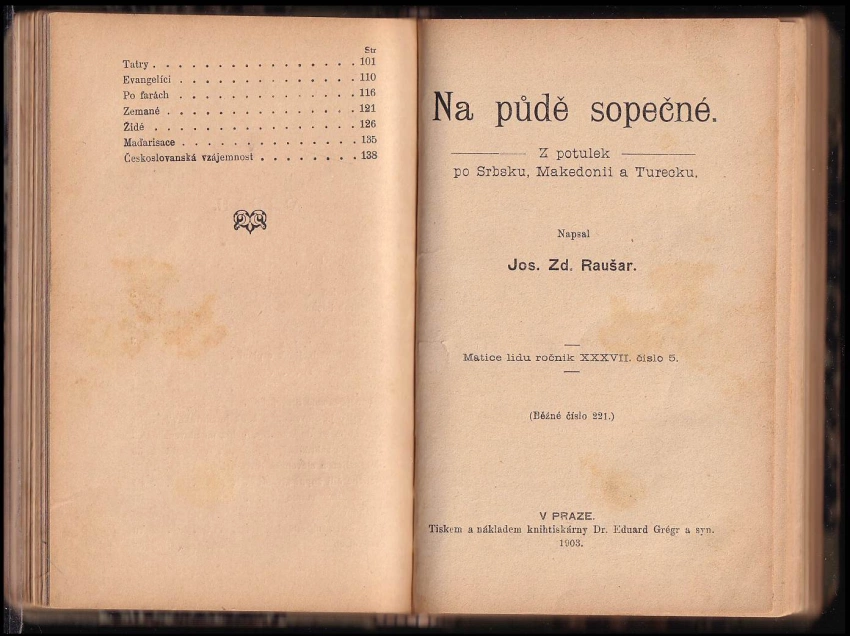 Str
Tatry . . . . . . . . . . . . . . . . 101
Evangelíci . . . . . . . . . . . . . . 110
Po farách . . . . . . . . . . . . . . 116
Zemané . . . . . . . . . . . . . . . 121
Židé . . . . . . . . . . . . . . . . 126
Maďarisace . . . . . . . . . . . . . . 135
Českoslovanská vzájemnost . . . . . . . . 138
Na půdě sopečné.
Z potulek
po Srbsku, Makedonii a Turecku.
Napsal
Jos. Zd. Raušar.
Matice lidu ročník XXXVII. číslo 5.
(Běžné číslo 221.)
V PRAZE.
Tiskem a nákladem knihtiskárny Dr. Eduard Grégr a syn.
1903.